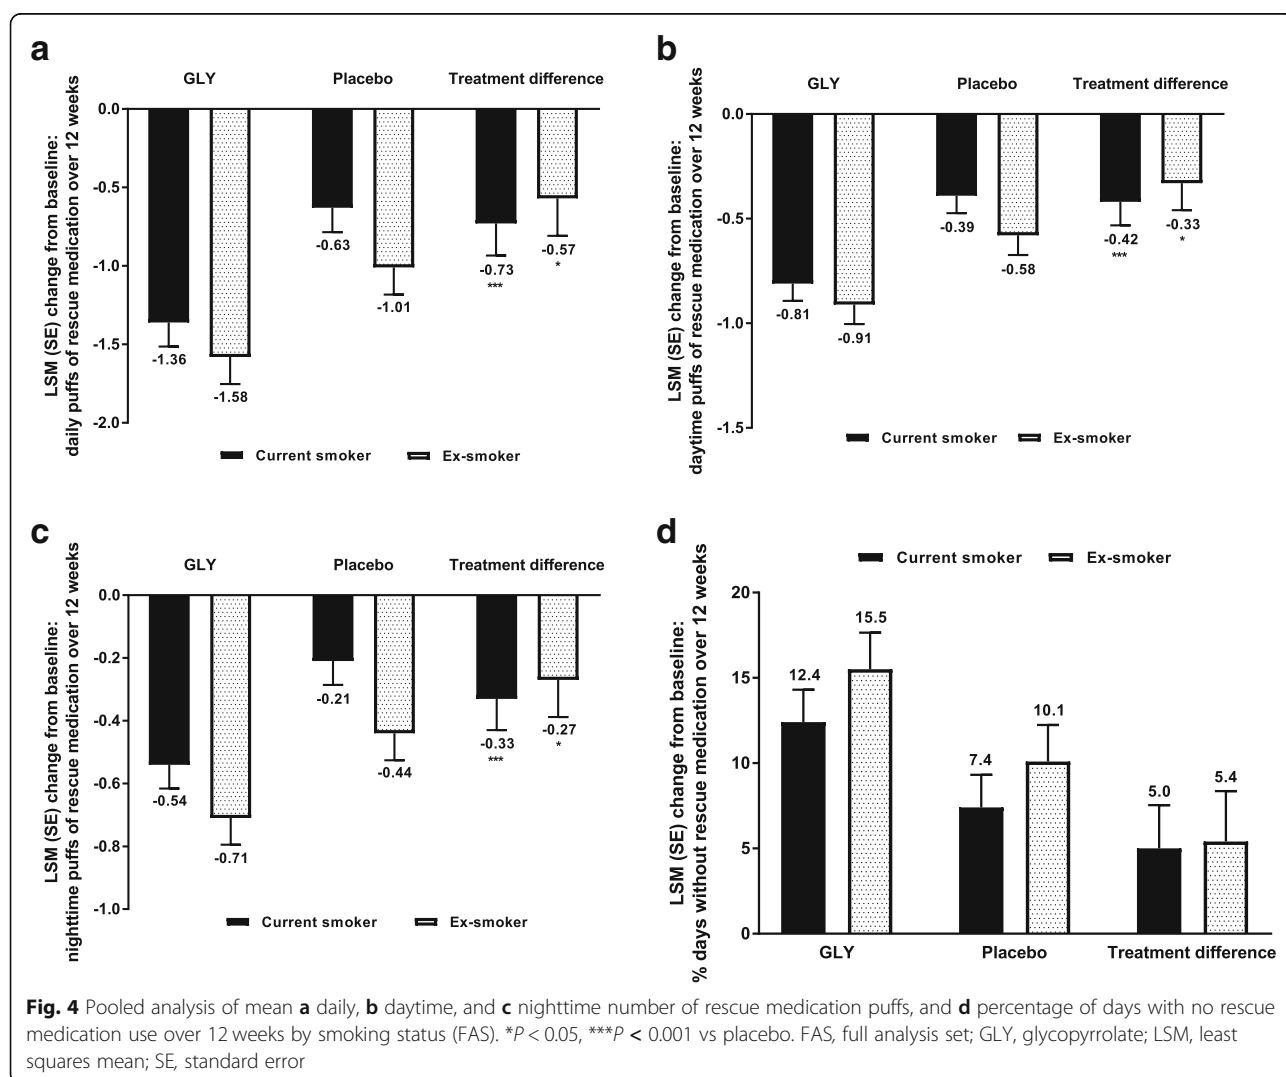 a
GLY Placebo Treatment difference
LSM (SE) change from baseline:
daily puffs of rescue medication over 12 weeks
0.0
-0.5
-1.0
-1.5
-2.0
-1.36
-1.58
-0.63
-1.01
-0.73
***
-0.57
*
Current smoker Ex-smoker
b
GLY Placebo Treatment difference
LSM (SE) change from baseline:
daytime puffs of rescue medication over 12 weeks
0.0
-0.5
-1.0
-1.5
-0.81
-0.91
-0.39
-0.58
-0.42
***
-0.33
*
Current smoker Ex-smoker
c
GLY Placebo Treatment difference
LSM (SE) change from baseline:
nighttime puffs of rescue medication over 12 weeks
0.0
-0.2
-0.4
-0.6
-0.8
-1.0
-0.54
-0.71
-0.21
-0.44
-0.33
***
-0.27
*
Current smoker Ex-smoker
d
Current smoker Ex-smoker
LSM (SE) change from baseline:
% days without rescue medication over 12 weeks
20
15
10
5
0
12.4
15.5
7.4
10.1
5.0
5.4
GLY Placebo Treatment difference
Fig. 4 Pooled analysis of mean a daily, b daytime, and c nighttime number of rescue medication puffs, and d percentage of days with no rescue
medication use over 12 weeks by smoking status (FAS). *P < 0.05, ***P < 0.001 vs placebo. FAS, full analysis set; GLY, glycopyrrolate; LSM, least
squares mean; SE, standard error